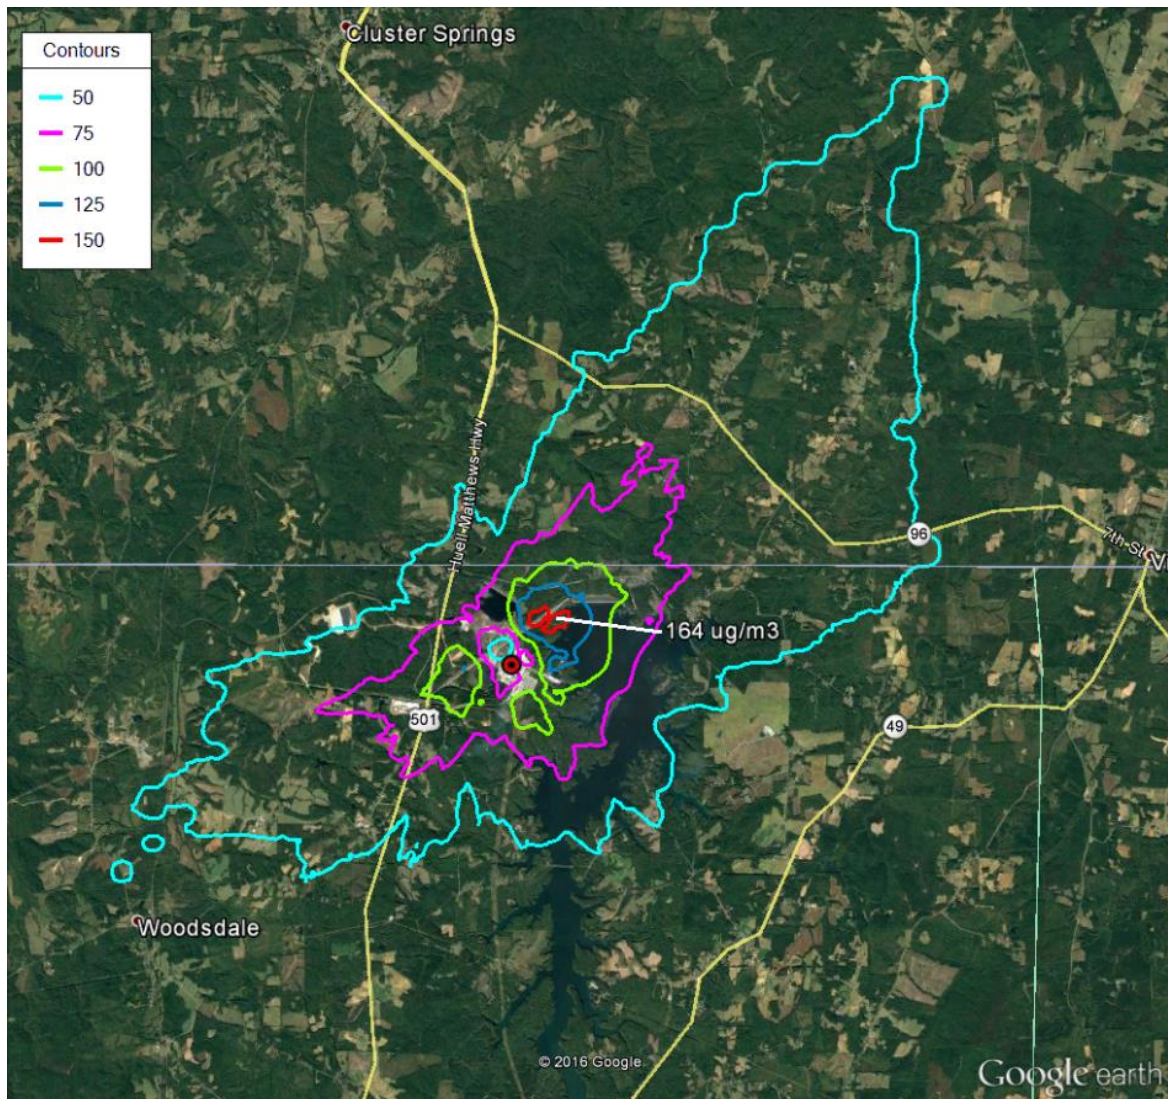 Cluster Springs
Contours
50
75
100
125
150
Huell Matthews Hwy
96
7th St
Vi
164 ug/m3
501
49
Woodsdale
© 2016 Google
Google earth